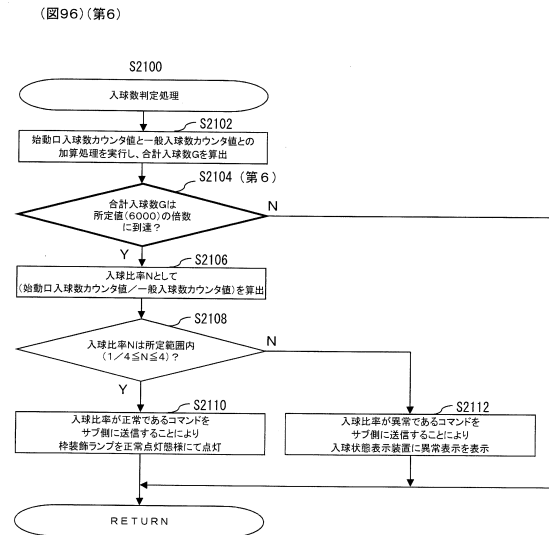 (図96)(第6)
S2100
入球数判定処理
S2102
始動口入球数カウンタ値と一般入球数カウンタ値との
加算処理を実行し、合計入球数Gを算出
S2104(第6)
合計入球数Gは
所定値(6000)の倍数
に到達？
N
Y
S2106
入球比率Nとして
(始動口入球数カウンタ値／一般入球数カウンタ値)を算出
S2108
入球比率Nは所定範囲内
(1／4≦N≦4)？
N
Y
S2110
入球比率が正常であるコマンドを
サブ側に送信することにより
枠装飾ランプを正常点灯態様にて点灯
S2112
入球比率が異常であるコマンドを
サブ側に送信することにより
入球状態表示装置に異常表示を表示
RETURN